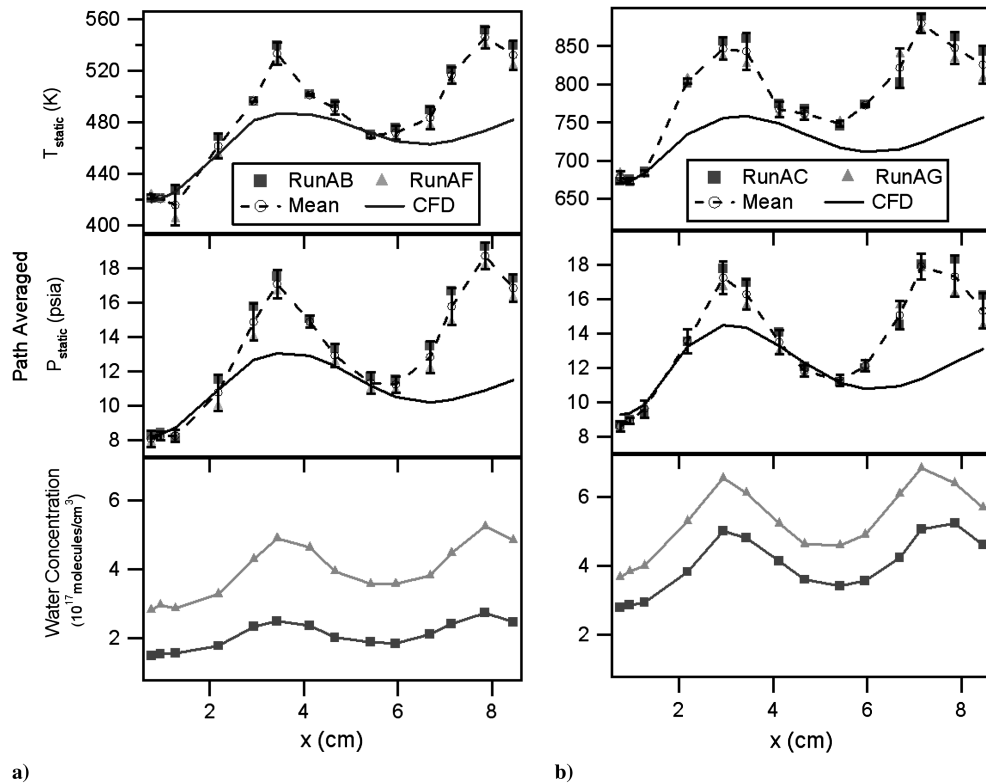 560
520
480
440
400
T static (K)
RunAB
RunAF
Mean
CFD
18
16
14
12
10
8
Path Averaged
P static (psia)
6
4
2
Water Concentration
(10^17 molecules/cm^3)
2
4
6
8
x (cm)
a)
850
800
750
700
650
RunAC
RunAG
Mean
CFD
18
16
14
12
10
8
6
4
2
2
4
6
8
x (cm)
b)